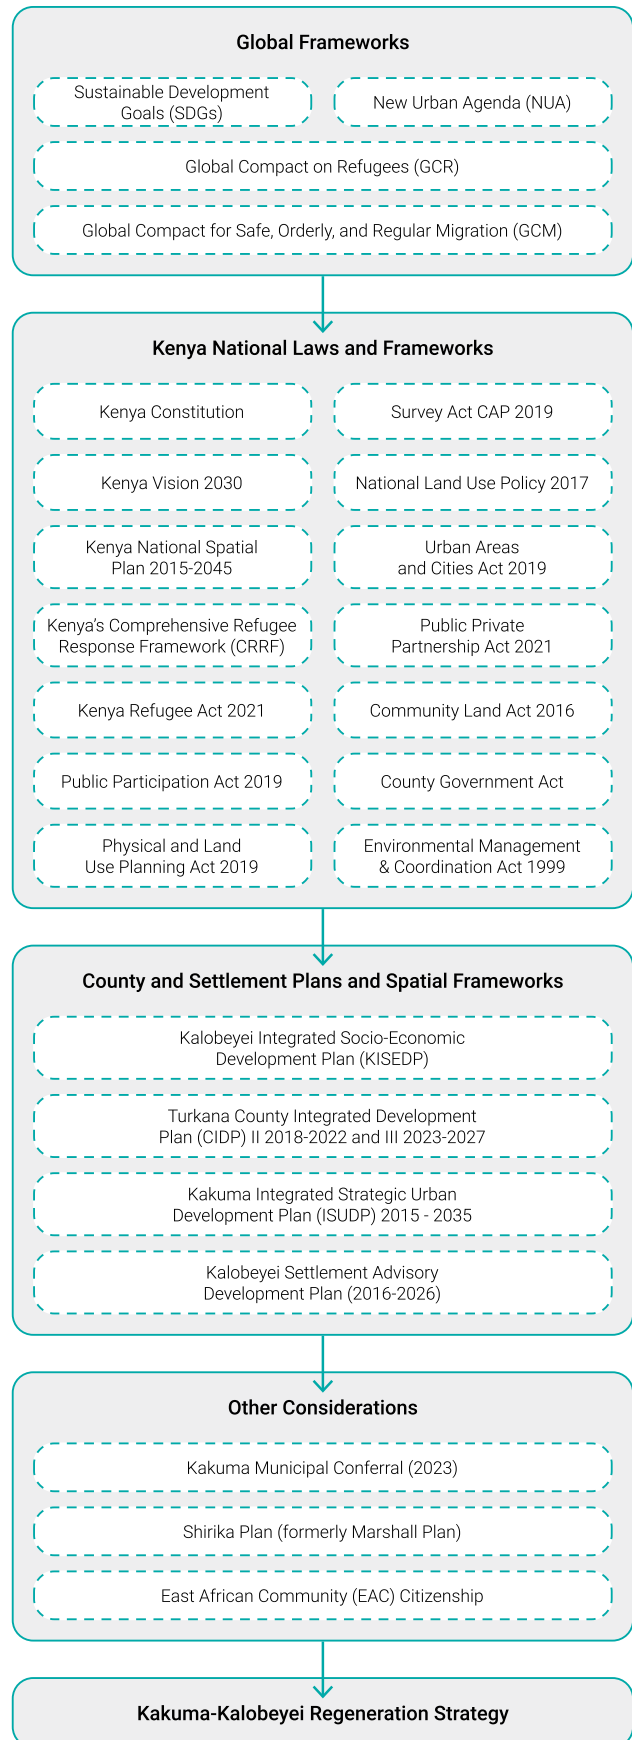 Global Frameworks
Sustainable Development
Goals (SDGs)
New Urban Agenda (NUA)
Global Compact on Refugees (GCR)
Global Compact for Safe, Orderly, and Regular Migration (GCM)
Kenya National Laws and Frameworks
Kenya Constitution
Survey Act CAP 2019
Kenya Vision 2030
National Land Use Policy 2017
Kenya National Spatial
Plan 2015-2045
Urban Areas
and Cities Act 2019
Kenya’s Comprehensive Refugee
Response Framework (CRRF)
Public Private
Partnership Act 2021
Kenya Refugee Act 2021
Community Land Act 2016
Public Participation Act 2019
County Government Act
Physical and Land
Use Planning Act 2019
Environmental Management
& Coordination Act 1999
County and Settlement Plans and Spatial Frameworks
Kalobeyei Integrated Socio-Economic
Development Plan (KISEDP)
Turkana County Integrated Development
Plan (CIDP) II 2018-2022 and III 2023-2027
Kakuma Integrated Strategic Urban
Development Plan (ISUDP) 2015 - 2035
Kalobeyei Settlement Advisory
Development Plan (2016-2026)
Other Considerations
Kakuma Municipal Conferral (2023)
Shirika Plan (formerly Marshall Plan)
East African Community (EAC) Citizenship
Kakuma-Kalobeyei Regeneration Strategy